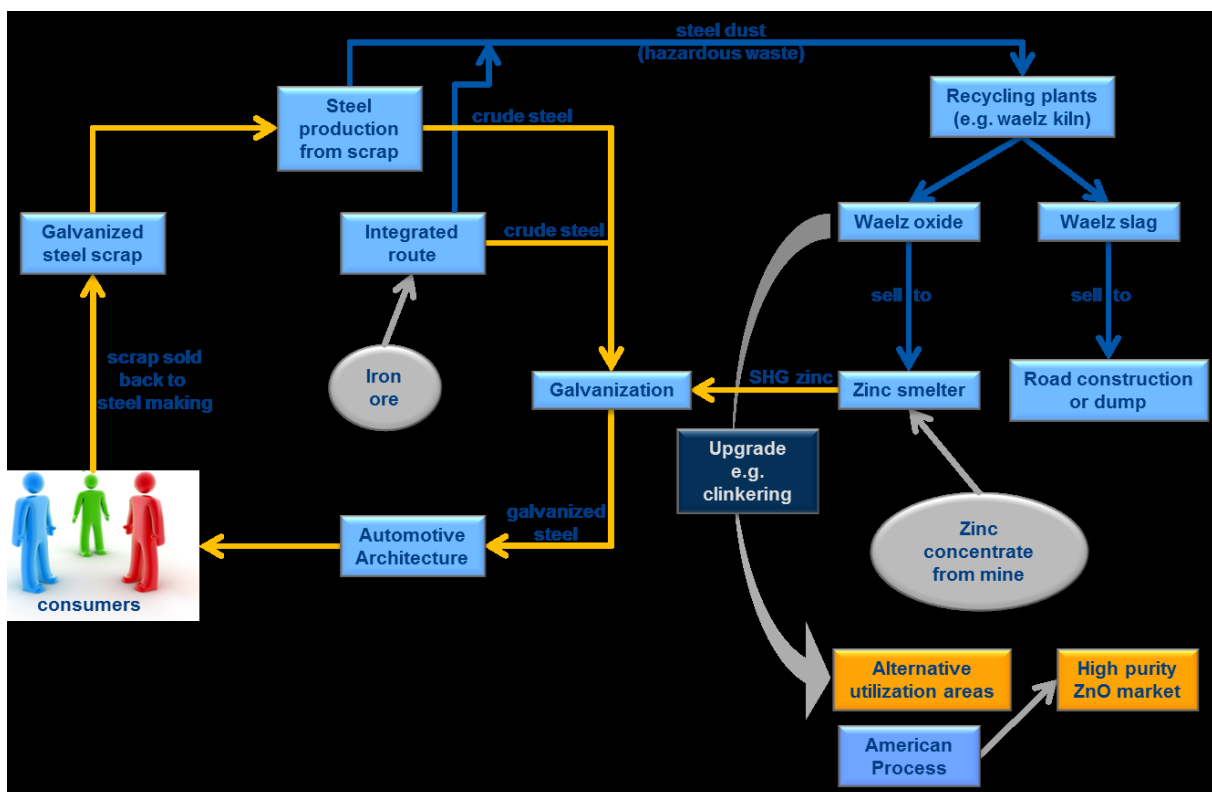 steel dust
(hazardous waste)
Steel
production
from scrap
crude steel
Recycling plants
(e.g. waelz kiln)
Galvanized
steel scrap
Integrated
route
crude steel
Waelz oxide
Waelz slag
sell to
sell to
scrap sold
back to
steel making
Iron
ore
Galvanization
SHG zinc
Zinc smelter
Road construction
or dump
Upgrade
e.g.
clinkering
galvanized
steel
Automotive
Architecture
Zinc
concentrate
from mine
consumers
Alternative
utilization areas
High purity
ZnO market
American
Process